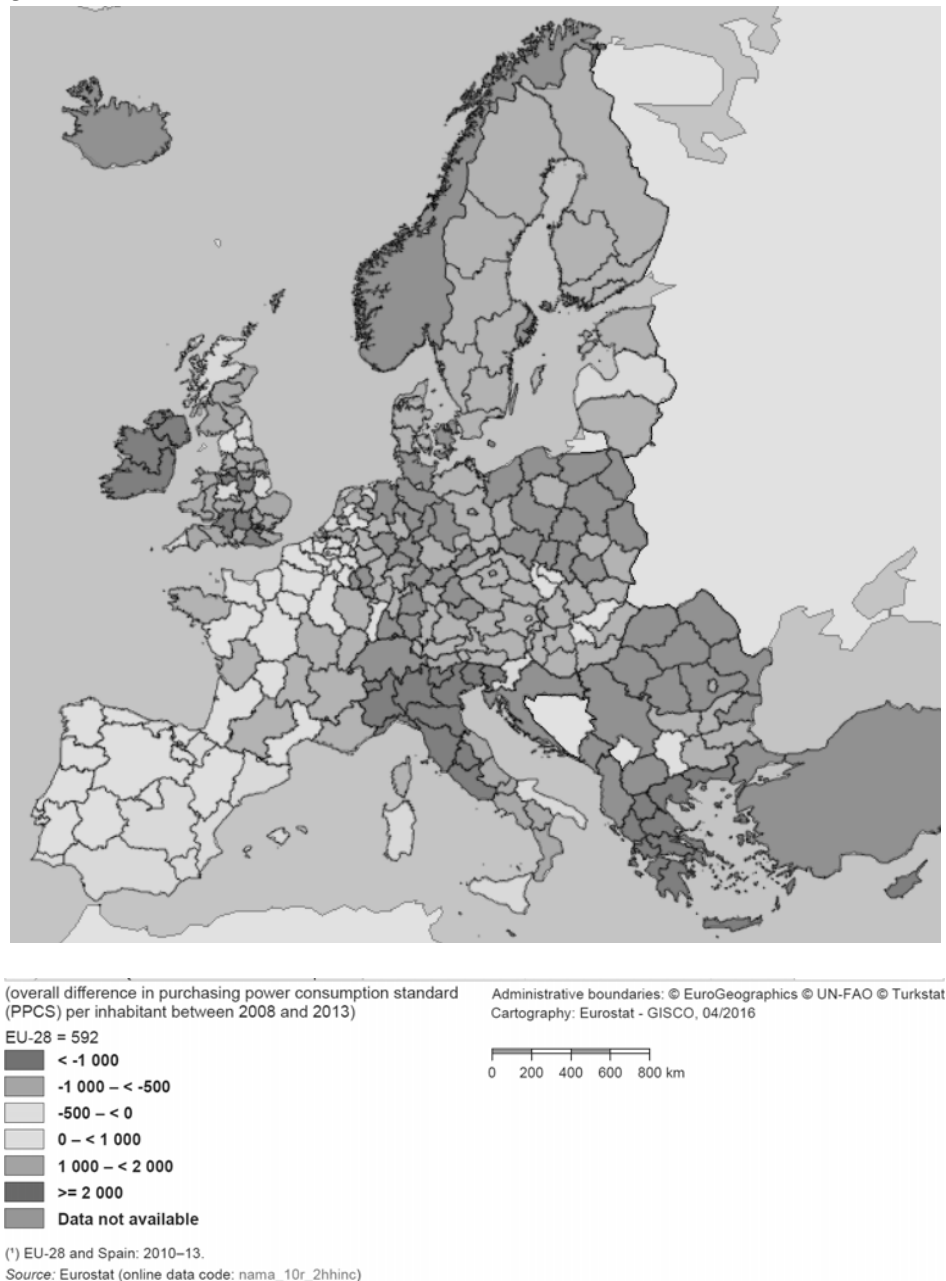 (overall difference in purchasing power consumption standard
(PPCS) per inhabitant between 2008 and 2013)
EU-28 = 592
< -1 000
-1 000 – < -500
-500 – < 0
0 – < 1 000
1 000 – < 2 000
>= 2 000
Data not available
(¹) EU-28 and Spain: 2010–13.
Source: Eurostat (online data code: nama_10r_2hhinc)
Administrative boundaries: © EuroGeographics © UN-FAO © Turkstat
Cartography: Eurostat - GISCO, 04/2016
0 200 400 600 800 km